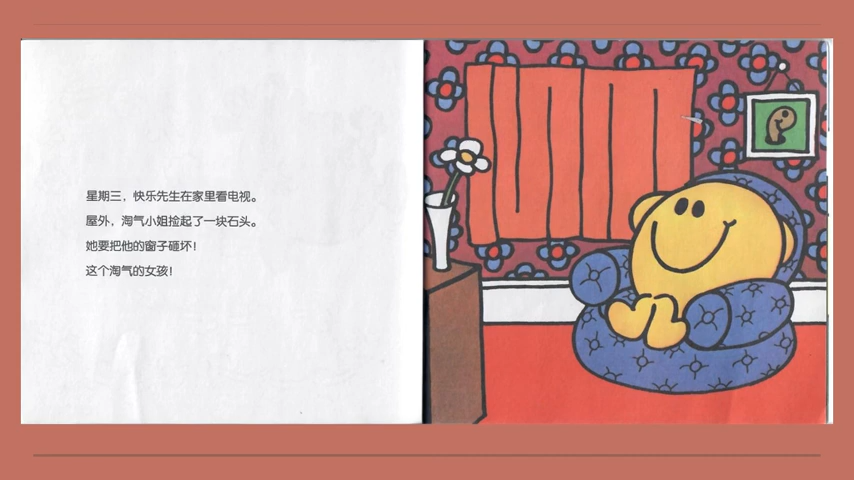 星期三，快乐先生在家里看电视。
屋外，淘气小姐捡起了一块石头。
她要把他的窗子砸坏！
这个淘气的女孩！